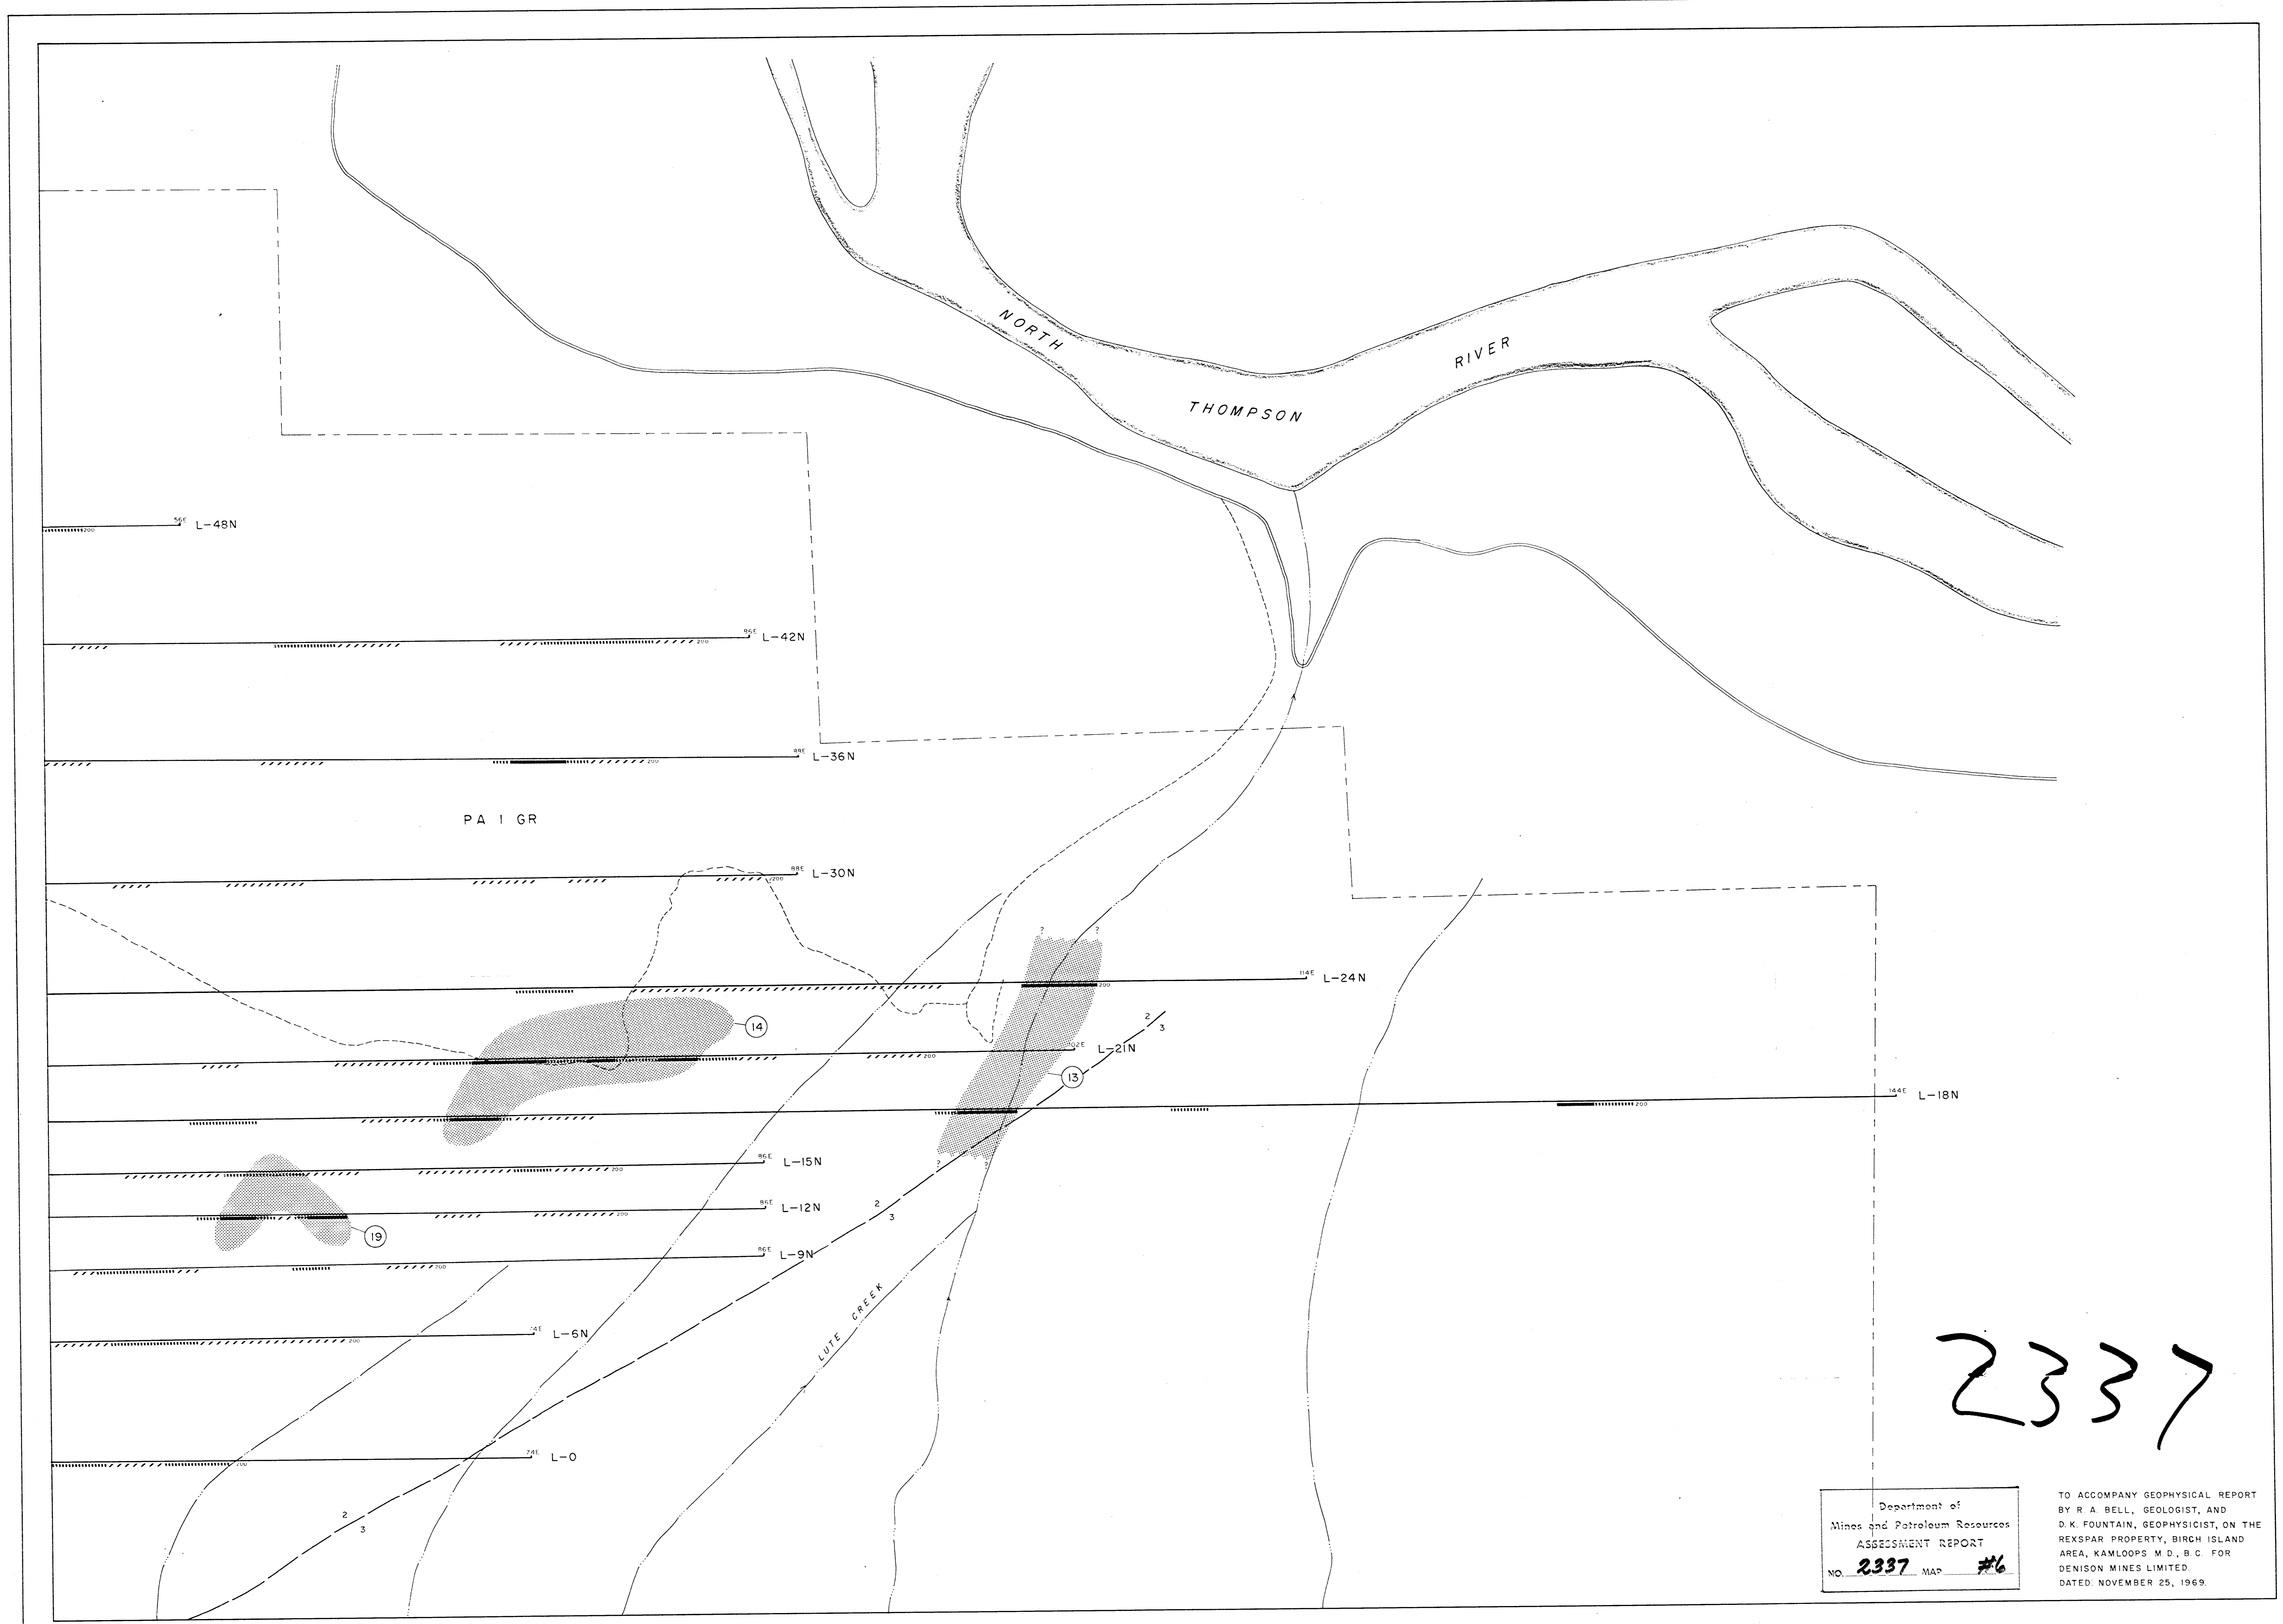 NORTH
THOMPSON
RIVER
56E L-48N
200
86E L-42N
200
L-36N
200
PA 1 GR
88E L-30N
200
? ?
114E L-24N
200
14
2
3
102E L-21N
200
13
144E L-18N
200
? ?
86E L-15N
200
86E L-12N
200
2
3
19
86E L-9N
200
LUTE CREEK
L-6N
200
2337
74E L-0
200
2
3
Department of
Mines and Petroleum Resources
ASSESSMENT REPORT
NO. 2337 MAP #6
TO ACCOMPANY GEOPHYSICAL REPORT
BY R. A. BELL, GEOLOGIST, AND
D.K. FOUNTAIN, GEOPHYSICIST, ON THE
REXSPAR PROPERTY, BIRCH ISLAND
AREA, KAMLOOPS M.D., B.C. FOR
DENISON MINES LIMITED.
DATED: NOVEMBER 25, 1969.